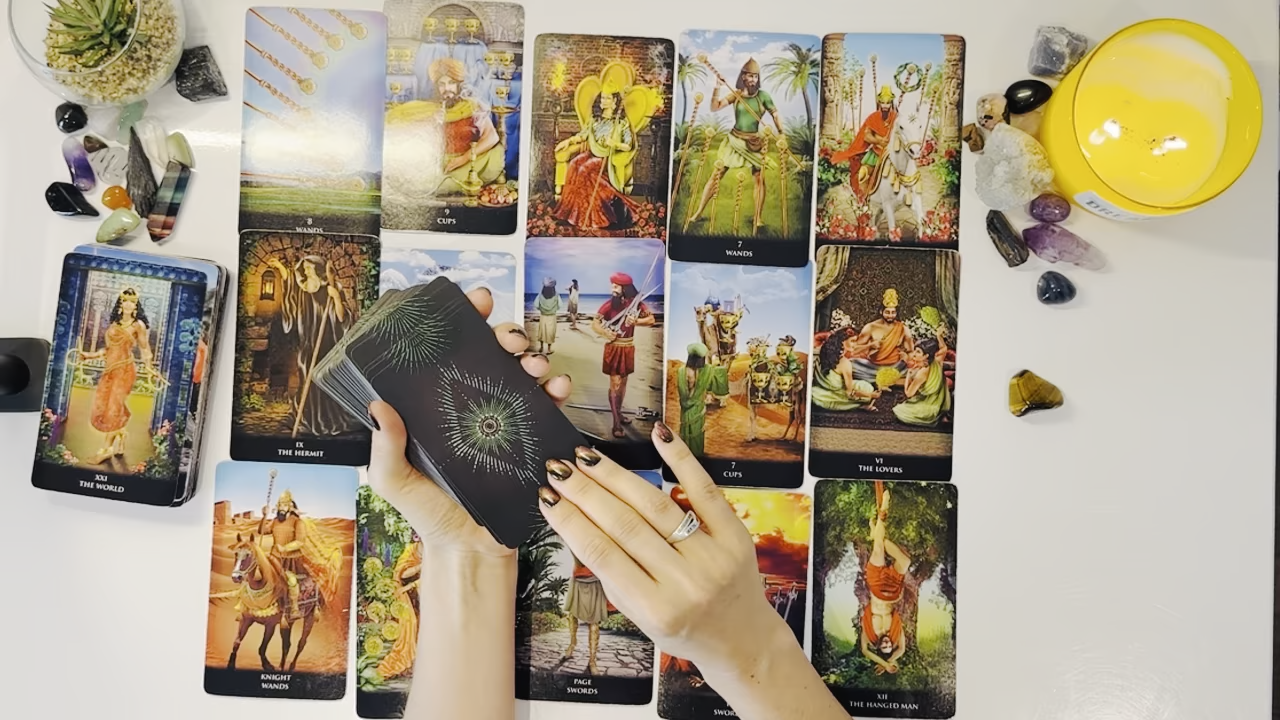 8
WANDS
9
CUPS
7
WANDS
XXI
THE WORLD
IX
THE HERMIT
7
CUPS
VI
THE LOVERS
KNIGHT
WANDS
PAGE
SWORDS
XII
THE HANGED MAN